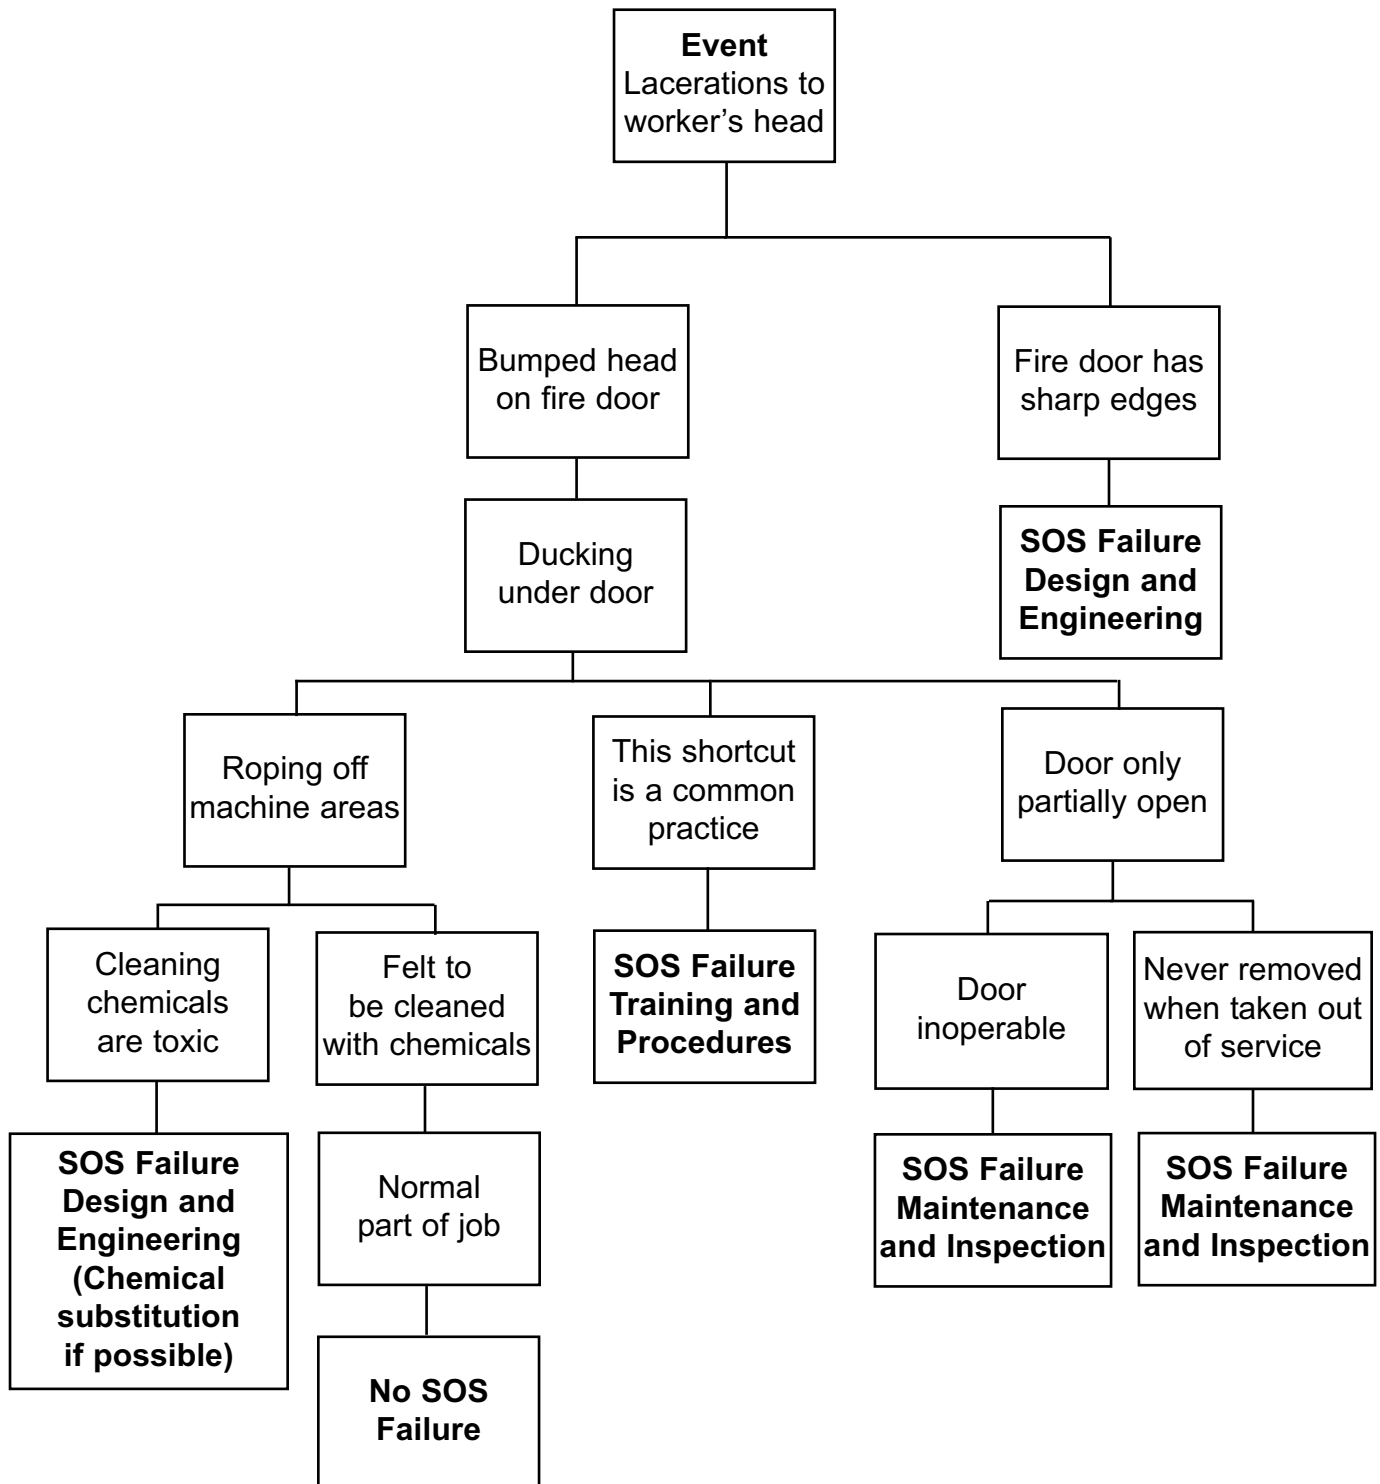 Event
Lacerations to
worker’s head
Bumped head
on fire door
Fire door has
sharp edges
Ducking
under door
SOS Failure
Design and
Engineering
Roping off
machine areas
This shortcut
is a common
practice
Door only
partially open
Cleaning
chemicals
are toxic
Felt to
be cleaned
with chemicals
SOS Failure
Training and
Procedures
Door
inoperable
Never removed
when taken out
of service
SOS Failure
Design and
Engineering
(Chemical
substitution
if possible)
Normal
part of job
SOS Failure
Maintenance
and Inspection
SOS Failure
Maintenance
and Inspection
No SOS
Failure